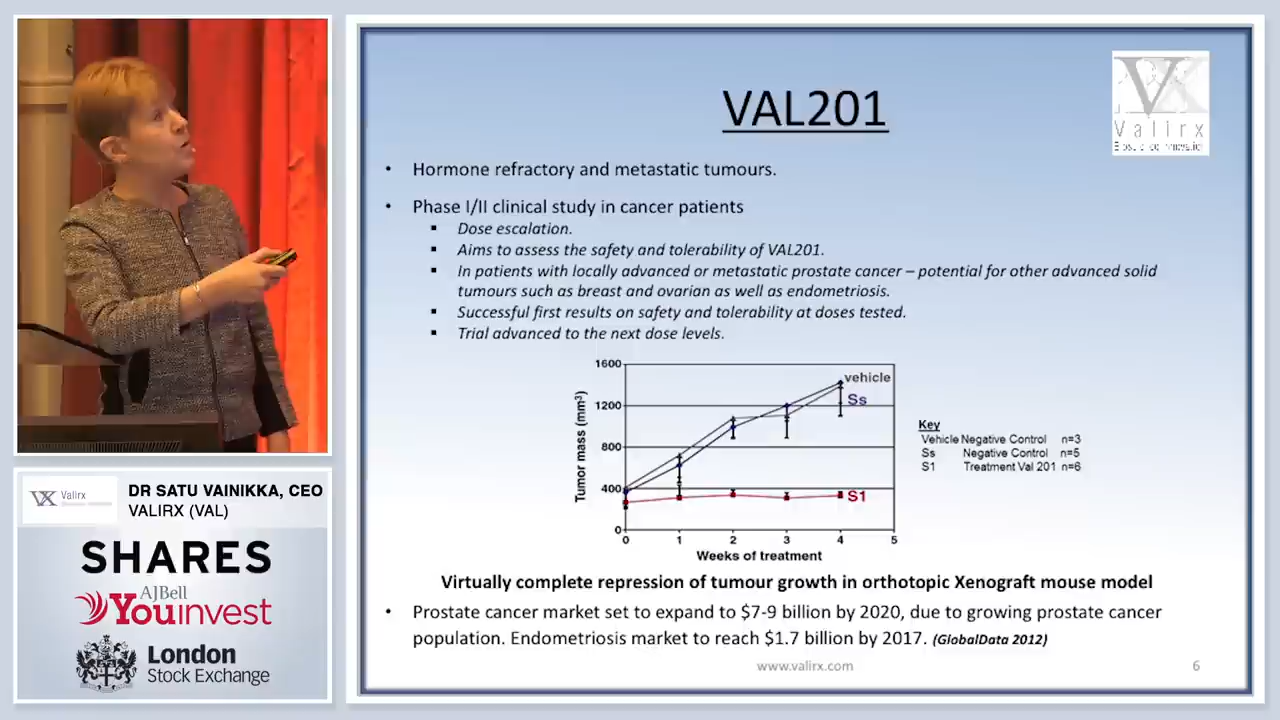 VAL201
Valirx
• Hormone refractory and metastatic tumours.
• Phase I/II clinical study in cancer patients
▪ Dose escalation.
▪ Aims to assess the safety and tolerability of VAL201.
▪ In patients with locally advanced or metastatic prostate cancer – potential for other advanced solid
tumours such as breast and ovarian as well as endometriosis.
▪ Successful first results on safety and tolerability at doses tested.
▪ Trial advanced to the next dose levels.
Tumor mass (mm³)
1600
1200
800
400
0
vehicle
Ss
S1
0 1 2 3 4 5
Weeks of treatment
Key
Vehicle Negative Control n=3
Ss Negative Control n=5
S1 Treatment Val 201 n=6
Virtually complete repression of tumour growth in orthotopic Xenograft mouse model
• Prostate cancer market set to expand to $7-9 billion by 2020, due to growing prostate cancer
population. Endometriosis market to reach $1.7 billion by 2017. (GlobalData 2012)
www.valirx.com
6
VX Valirx
DR SATU VAINIKKA, CEO
VALIRX (VAL)
SHARES
AJBell
Youinvest
London
Stock Exchange